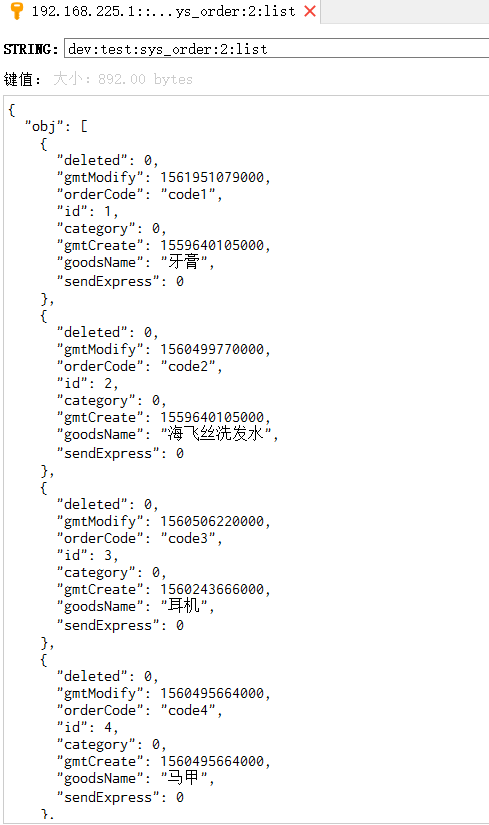 192.168.225.1::...ys_order:2:list
STRING: dev:test:sys_order:2:list
键值: 大小: 892.00 bytes
{
"obj": [
{
"deleted": 0,
"gmtModify": 1561951079000,
"orderCode": "code1",
"id": 1,
"category": 0,
"gmtCreate": 1559640105000,
"goodsName": "牙膏",
"sendExpress": 0
},
{
"deleted": 0,
"gmtModify": 1560499770000,
"orderCode": "code2",
"id": 2,
"category": 0,
"gmtCreate": 1559640105000,
"goodsName": "海飞丝洗发水",
"sendExpress": 0
},
{
"deleted": 0,
"gmtModify": 1560506220000,
"orderCode": "code3",
"id": 3,
"category": 0,
"gmtCreate": 1560243666000,
"goodsName": "耳机",
"sendExpress": 0
},
{
"deleted": 0,
"gmtModify": 1560495664000,
"orderCode": "code4",
"id": 4,
"category": 0,
"gmtCreate": 1560495664000,
"goodsName": "马甲",
"sendExpress": 0
},